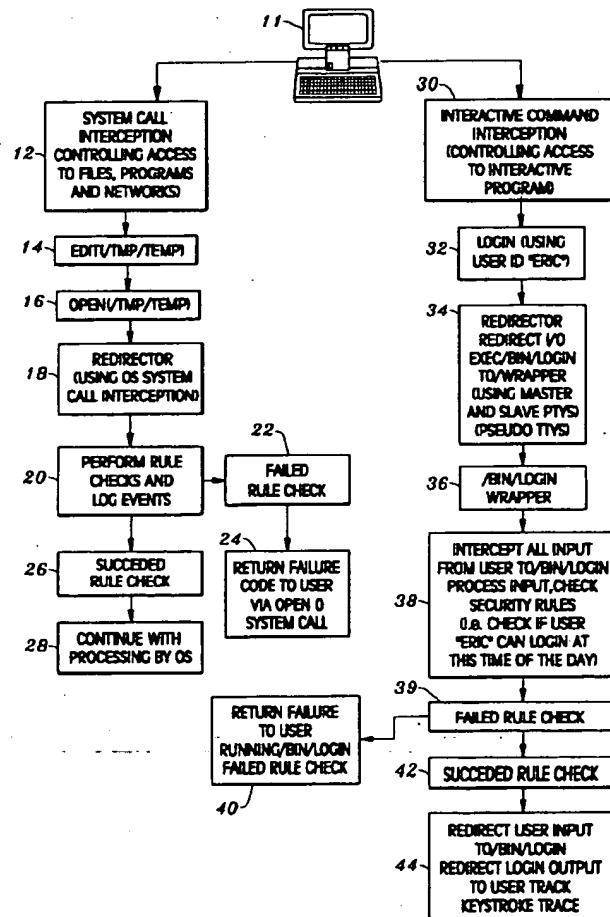 11
12
SYSTEM CALL
INTERCEPTION
CONTROLLING ACCESS
TO FILES, PROGRAMS
AND NETWORKS)
14
EDIT(/TMP/TEMP)
16
OPEN(/TMP/TEMP)
18
REDIRECTOR
(USING OS SYSTEM
CALL INTERCEPTION)
20
PERFORM RULE
CHECKS AND
LOG EVENTS
22
FAILED
RULE CHECK
24
RETURN FAILURE
CODE TO USER
VIA OPEN ()
SYSTEM CALL
26
SUCCEDED
RULE CHECK
28
CONTINUE WITH
PROCESSING BY OS
30
INTERACTIVE COMMAND
INTERCEPTION
(CONTROLLING ACCESS
TO INTERACTIVE
PROGRAM)
32
LOGIN (USING
USER ID "ERIC")
34
REDIRECTOR
REDIRECT I/O
EXEC/BIN/LOGIN
TO/WRAPPER
(USING MASTER
AND SLAVE PTYS)
(PSEUDO TTYS)
36
/BIN/LOGIN
WRAPPER
38
INTERCEPT ALL INPUT
FROM USER TO/BIN/LOGIN
PROCESS INPUT,CHECK
SECURITY RULES
(I.e. CHECK IF USER
"ERIC" CAN LOGIN AT
THIS TIME OF THE DAY)
39
FAILED RULE CHECK
RETURN FAILURE
TO USER
RUNNING/BIN/LOGIN
FAILED RULE CHECK
40
42
SUCCEDED RULE CHECK
44
REDIRECT USER INPUT
TO/BIN/LOGIN
REDIRECT LOGIN OUTPUT
TO USER TRACK
KEYSTROKE TRACE